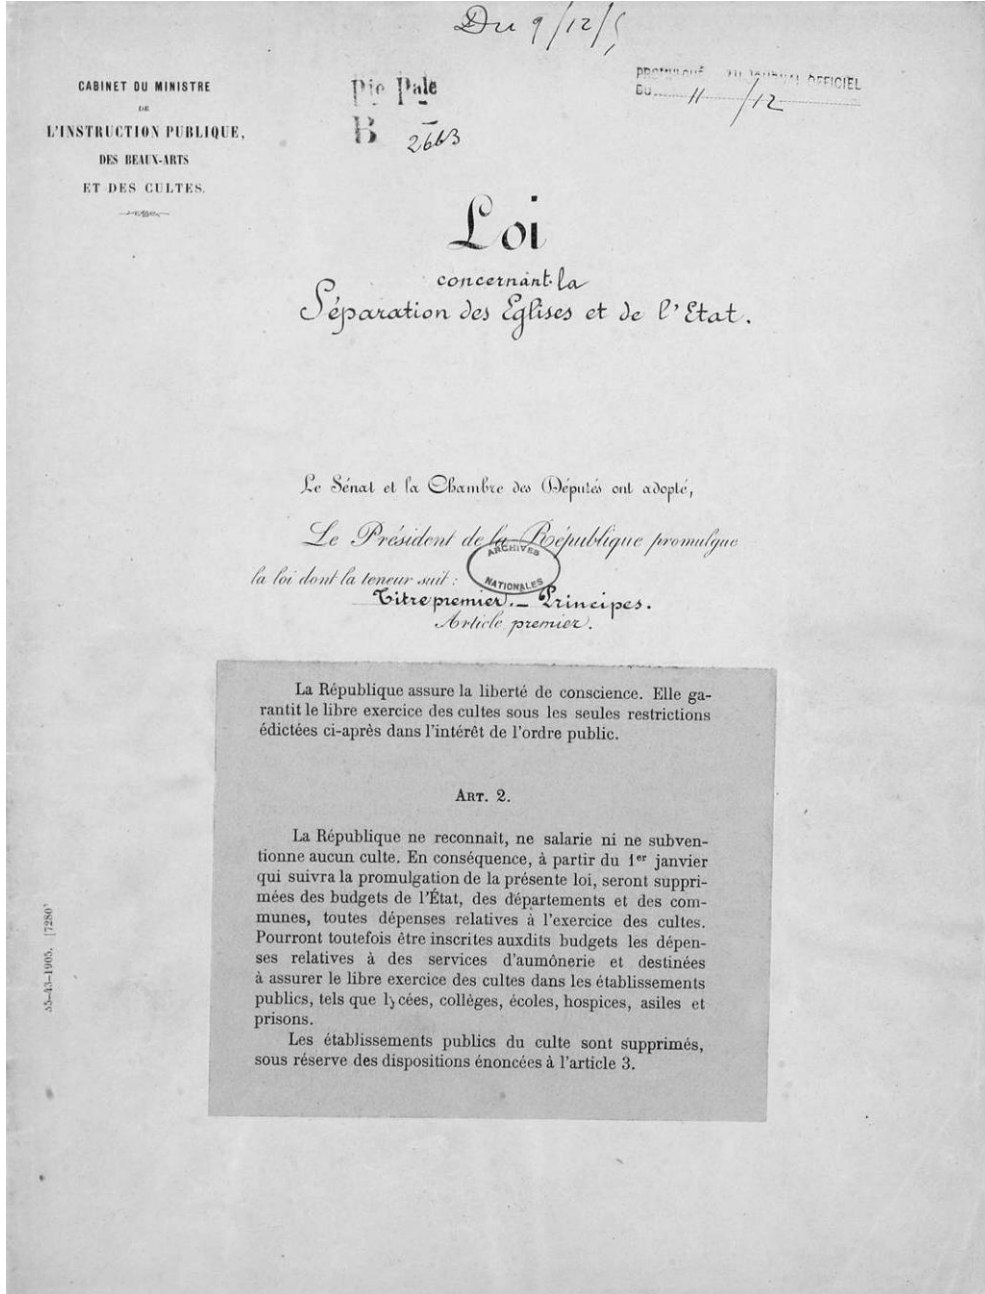 Du 9/12/5
CABINET DU MINISTRE
DE
L'INSTRUCTION PUBLIQUE,
DES BEAUX-ARTS
ET DES CULTES.
Pie Pale
B 2663
PROMULGUÉ AU JOURNAL OFFICIEL
DU 11/12
Loi
concernant la
Séparation des Eglises et de l'Etat.
Le Sénat et la Chambre des Députés ont adopté,
Le Président de la République promulgue
la loi dont la teneur suit :
ARCHIVES
NATIONALES
Titre premier. _ Principes.
Article premier.
La République assure la liberté de conscience. Elle ga-
rantit le libre exercice des cultes sous les seules restrictions
édictées ci-après dans l'intérêt de l'ordre public.
ART. 2.
La République ne reconnaît, ne salarie ni ne subven-
tionne aucun culte. En conséquence, à partir du 1er janvier
qui suivra la promulgation de la présente loi, seront suppri-
mées des budgets de l'État, des départements et des com-
munes, toutes dépenses relatives à l'exercice des cultes.
Pourront toutefois être inscrites auxdits budgets les dépen-
ses relatives à des services d'aumônerie et destinées
à assurer le libre exercice des cultes dans les établissements
publics, tels que lycées, collèges, écoles, hospices, asiles et
prisons.
Les établissements publics du culte sont supprimés,
sous réserve des dispositions énoncées à l'article 3.
-43-1905. [7280]